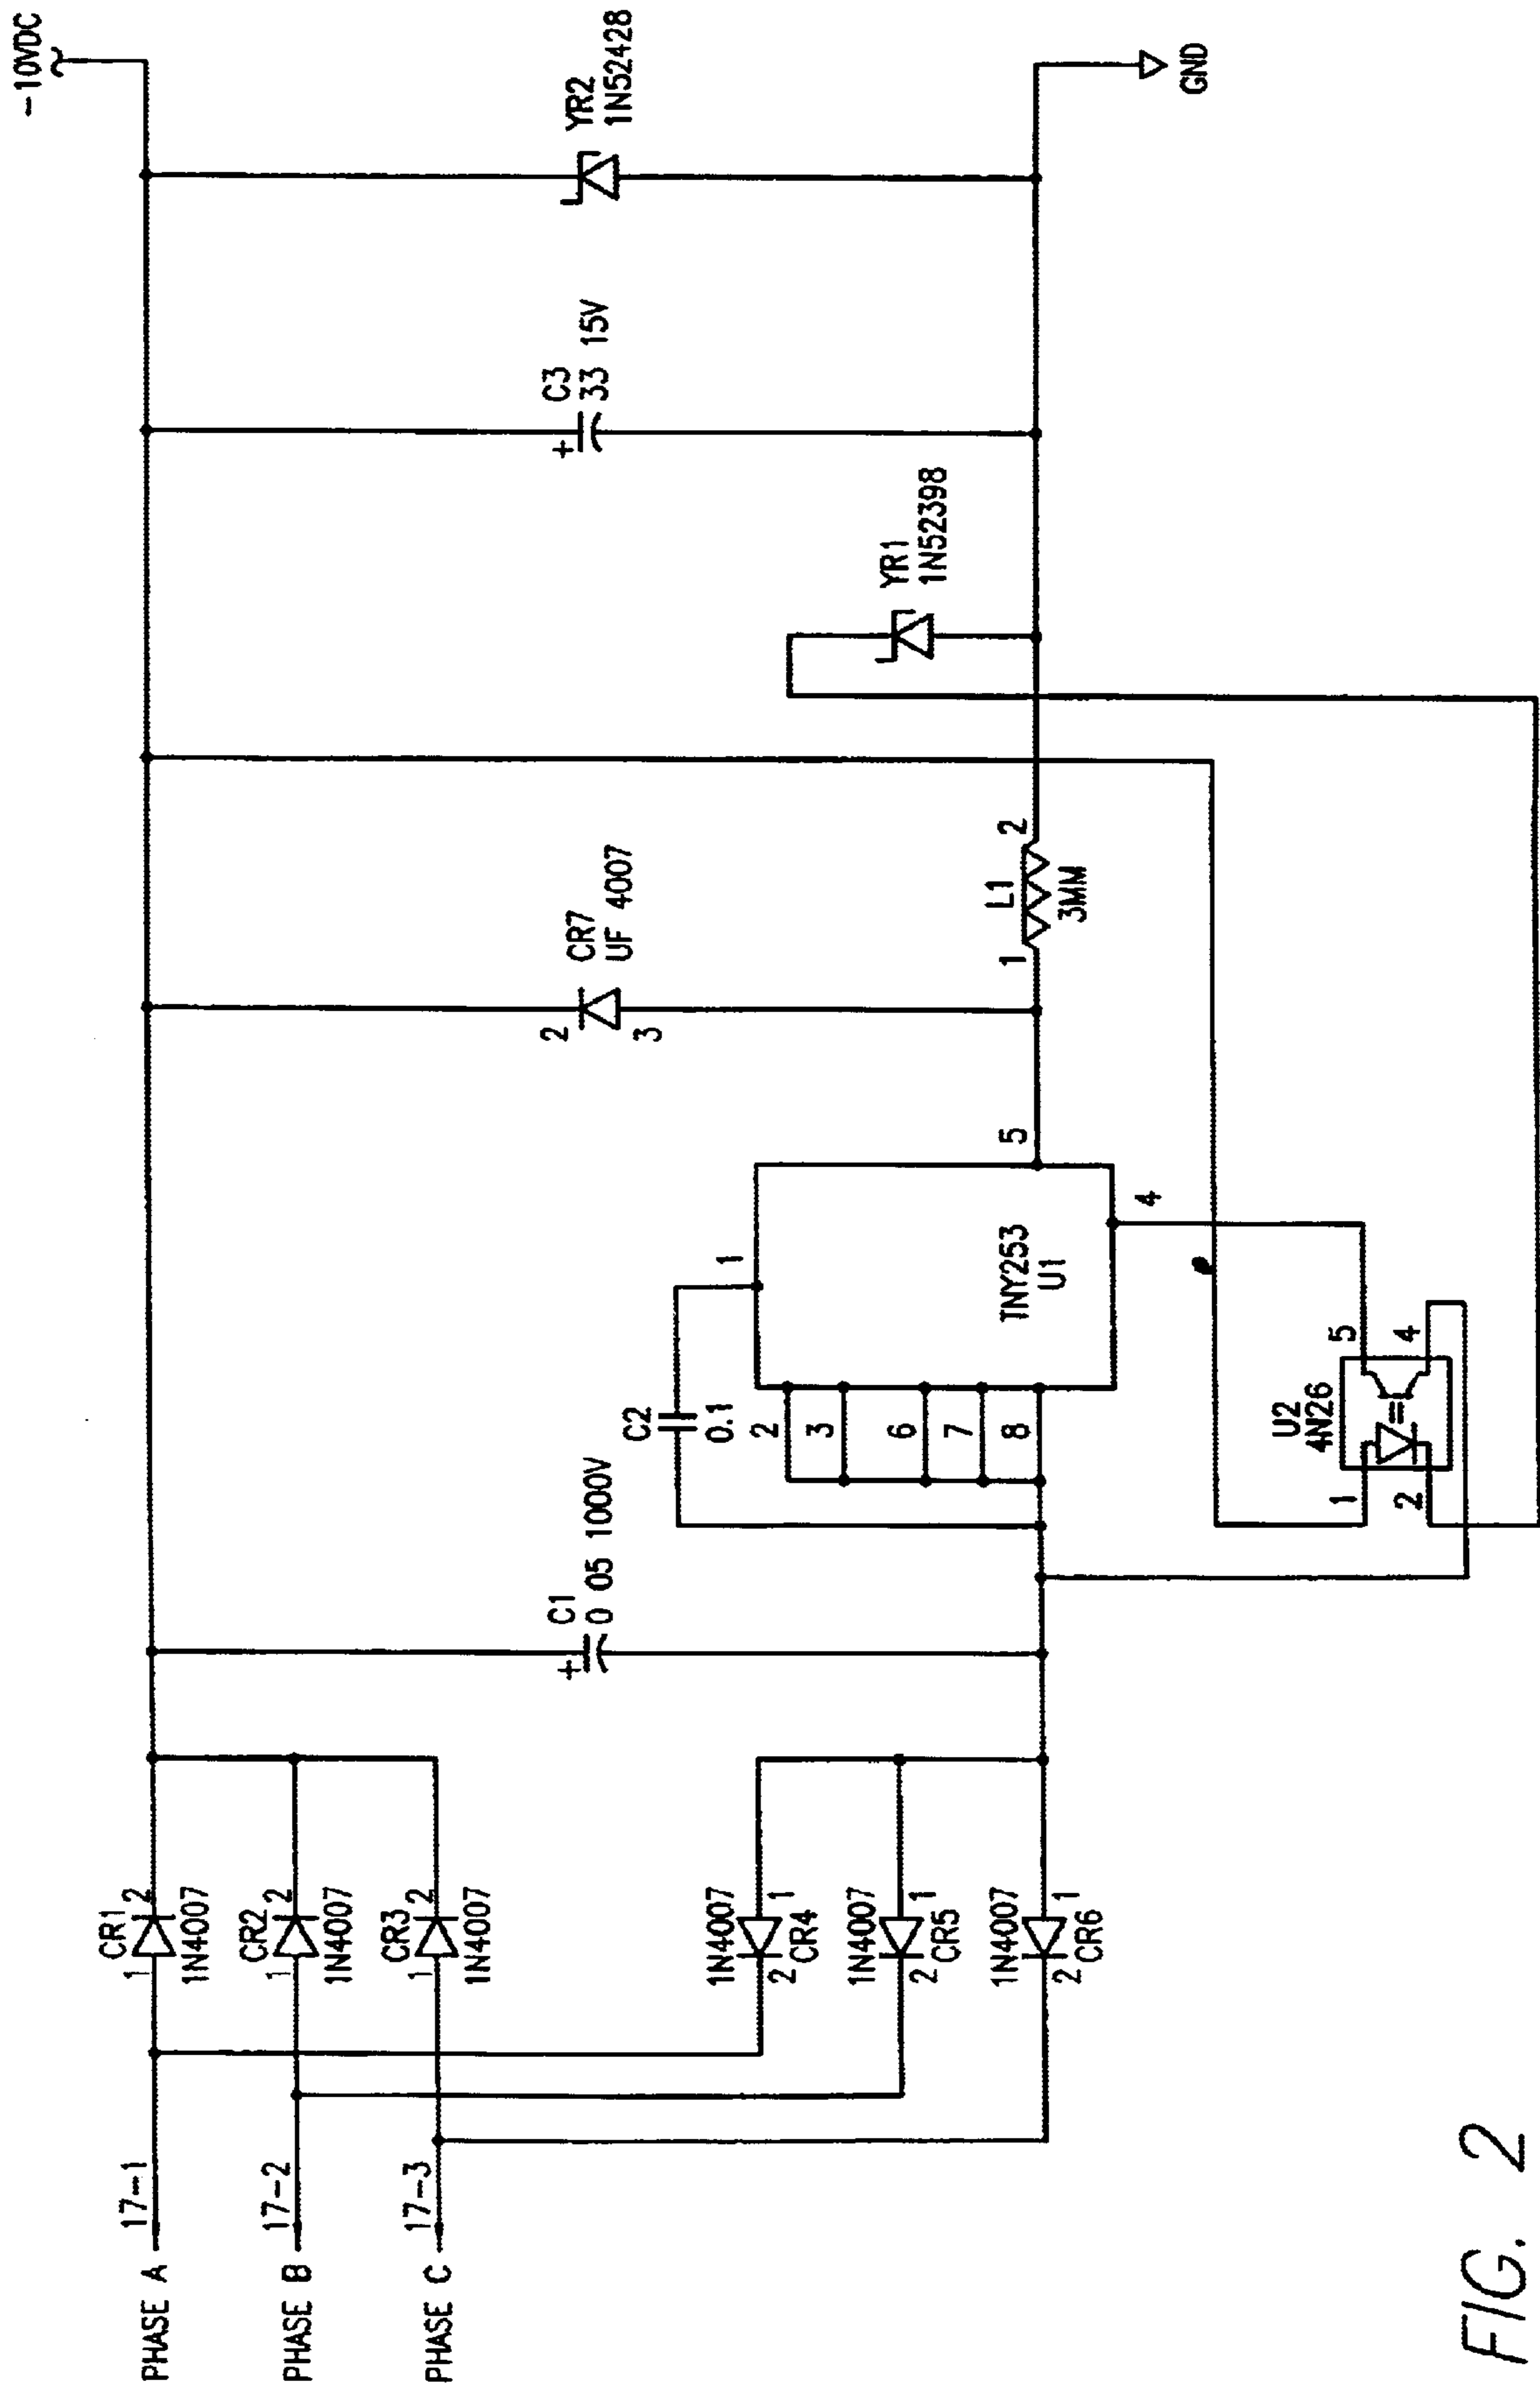 -10VDC
PHASE A
17-1
PHASE B
17-2
PHASE C
17-3
CR1
1
2
1N4007
CR2
1
2
1N4007
CR3
1
2
1N4007
1N4007
2
1
CR4
1N4007
2
1
CR5
1N4007
2
1
CR6
C1
+
0 05 1000V
C2
0.1
1
2
3
6
7
8
TNY253
U1
5
4
U2
4N26
1
2
5
4
CR7
UF 4007
2
3
1
L1
2
3MM
YR1
1N52398
C3
+
33 15V
YR2
1N52428
GND
FIG. 2